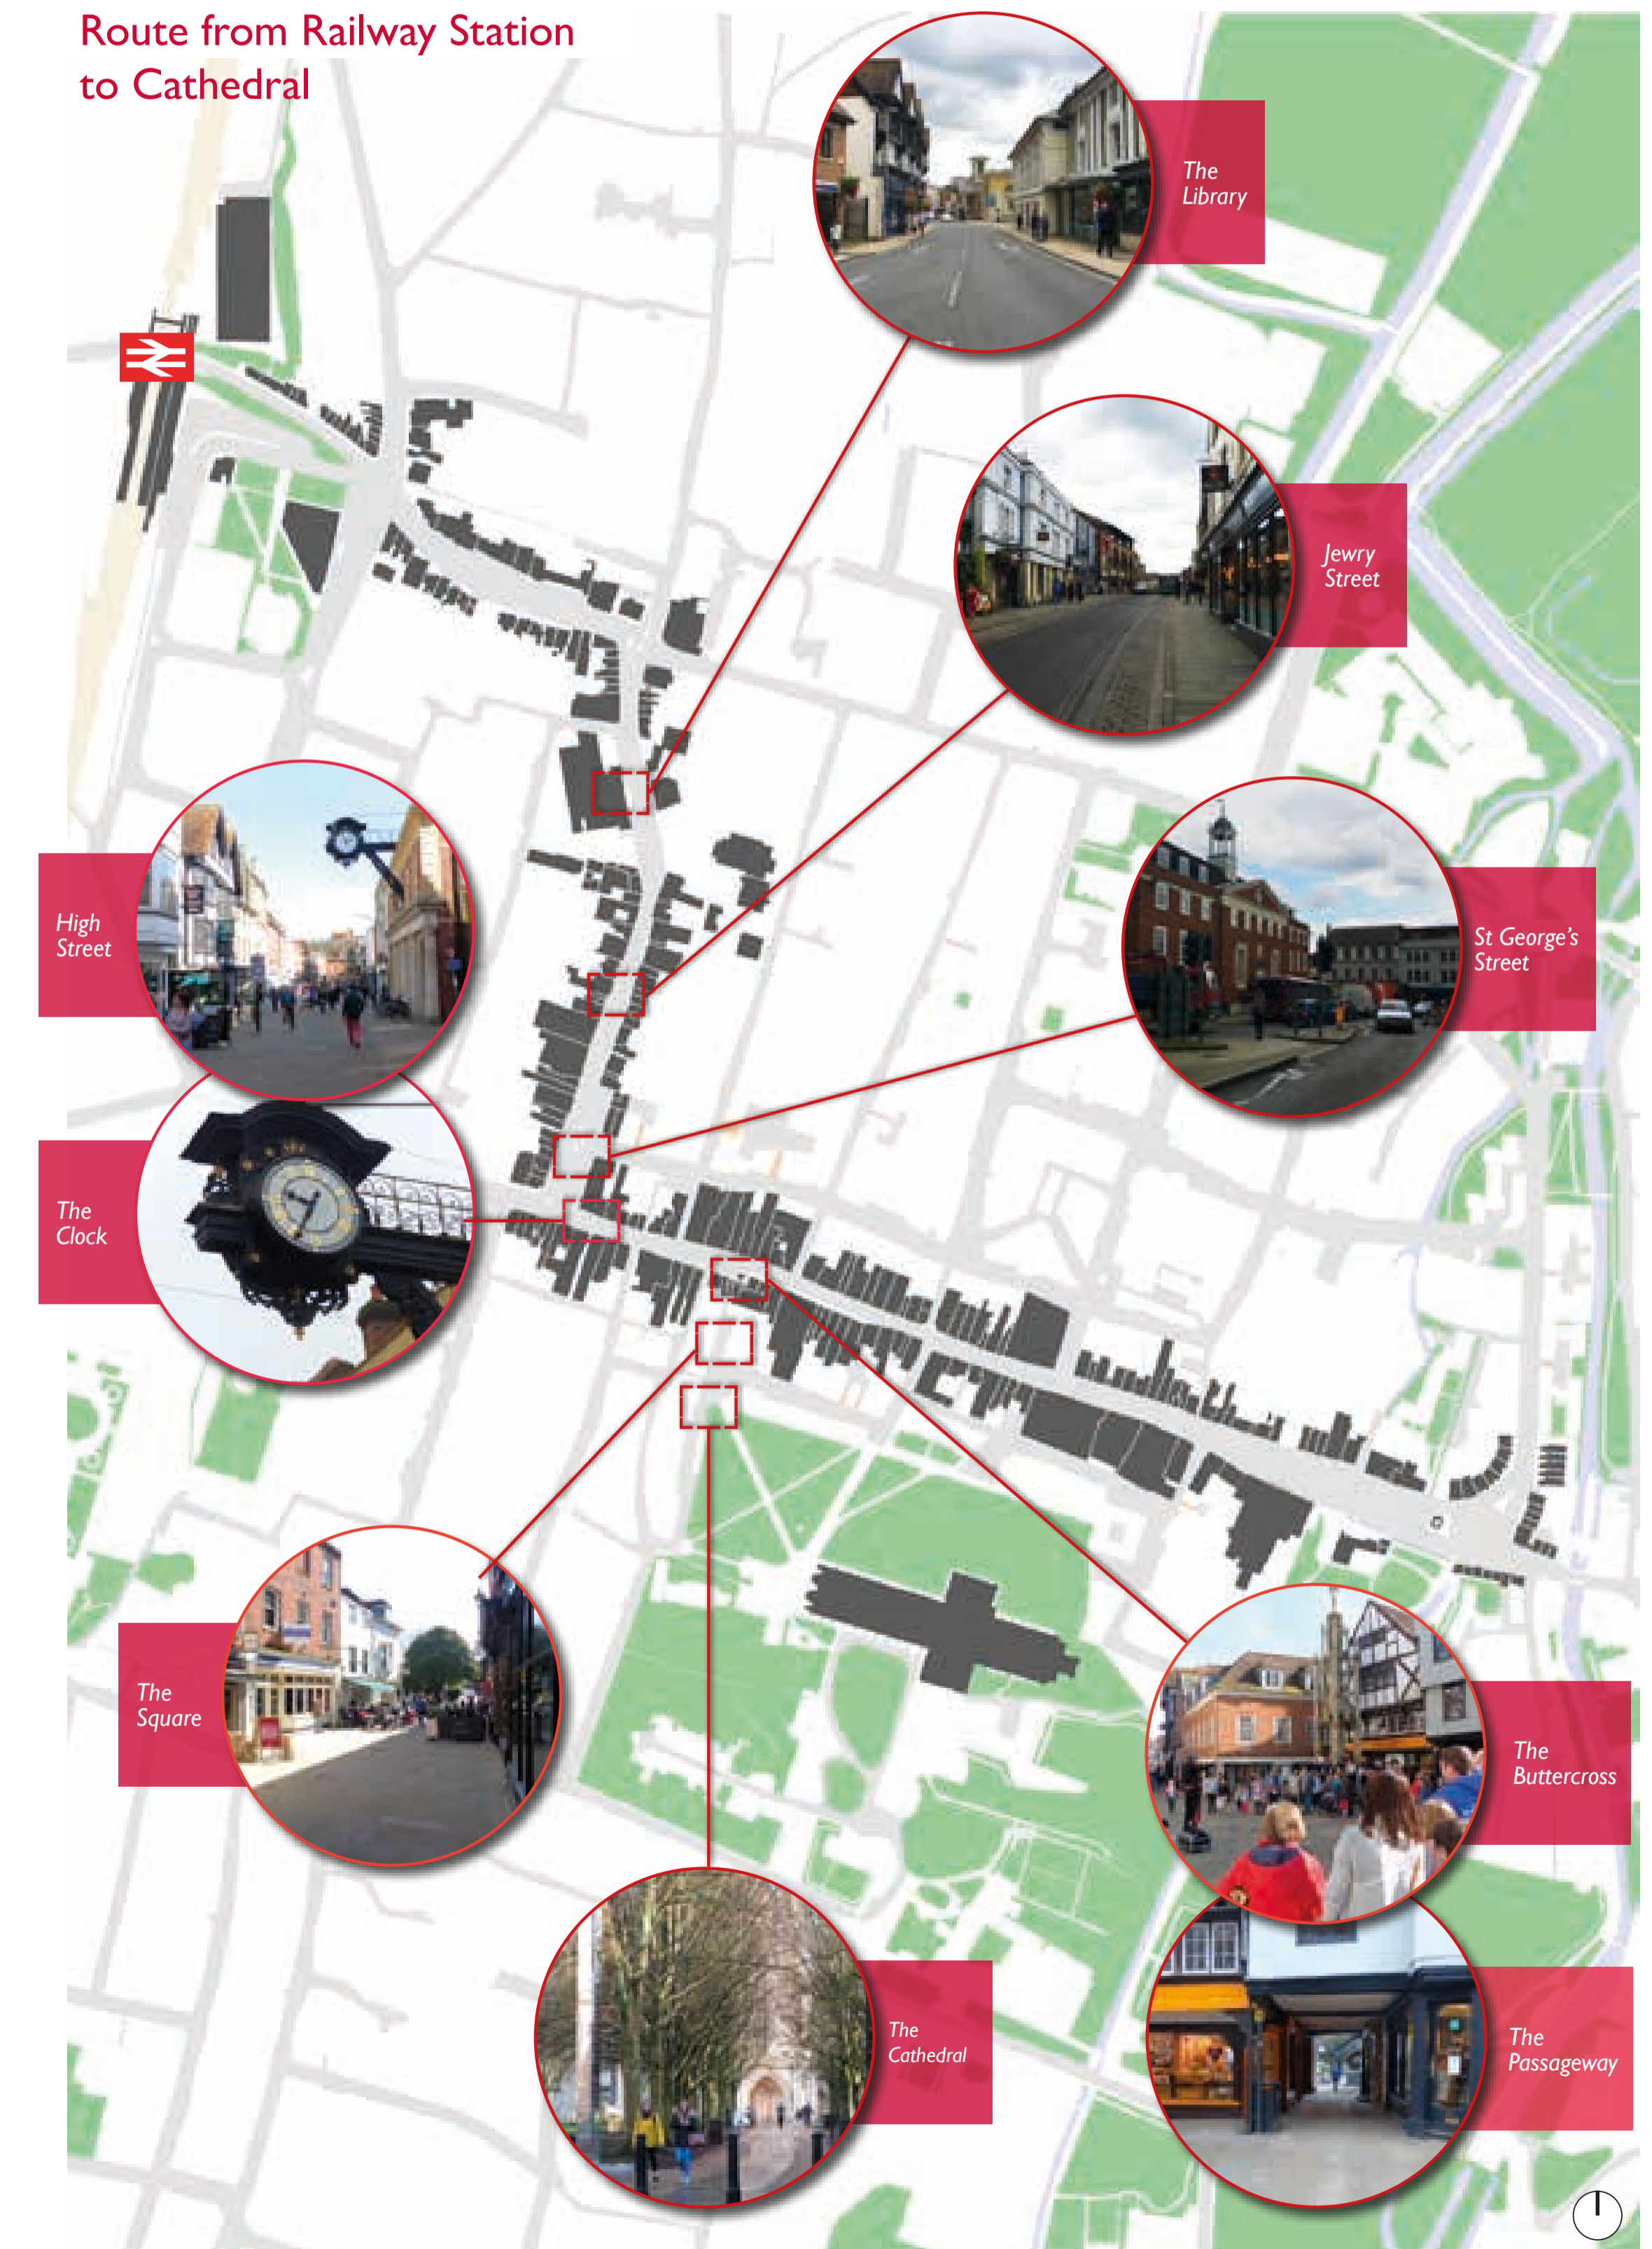 Route from Railway Station
to Cathedral
The
Library
Jewry
Street
High
Street
St George's
Street
The
Clock
The
Square
The
Buttercross
The
Cathedral
The
Passageway